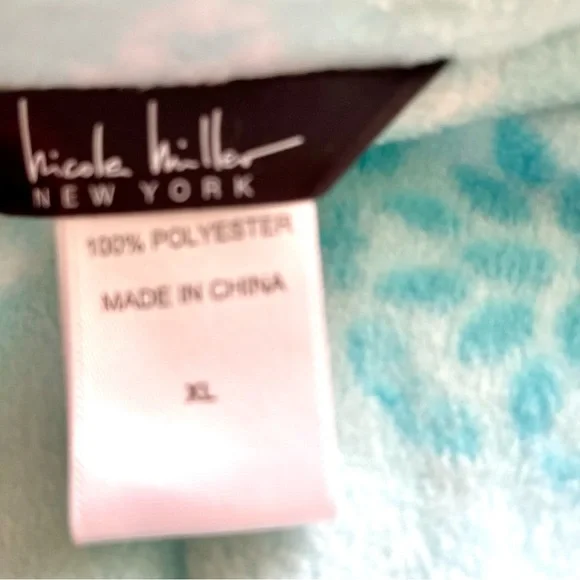 nicole miller
NEW YORK
100% POLYESTER
MADE IN CHINA
XL